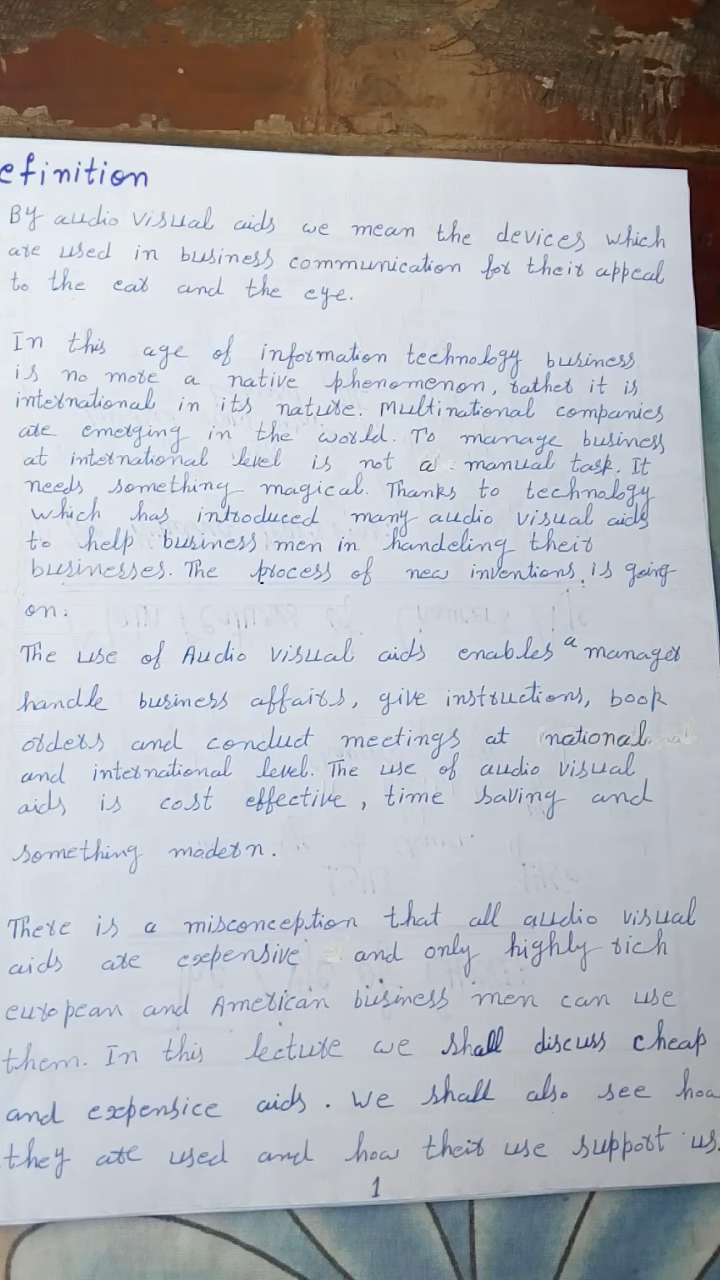 efinition
By audio visual aids we mean the devices which
are used in business communication for their appeal
to the ear and the eye.
In this age of information technology business
is no more a native phenomenon, rather it is
international in its nature. Multinational companies
are emerging in the world. To manage business
at international level is not a manual task. It
needs something magical. Thanks to technology
which has introduced many audio visual aids
to help business men in handeling their
businesses. The process of new inventions is going
on.
The use of Audio visual aids enables a manager
handle business affairs, give instructions, book
orders and conduct meetings at national
and international level. The use of audio visual
aids is cost effective, time saving and
something modern.
There is a misconception that all audio visual
aids are expensive and only highly rich
european and American business men can use
them. In this lecture we shall discuss cheap
and expensice aids. We shall also see how
they are used and how their use support us.
1